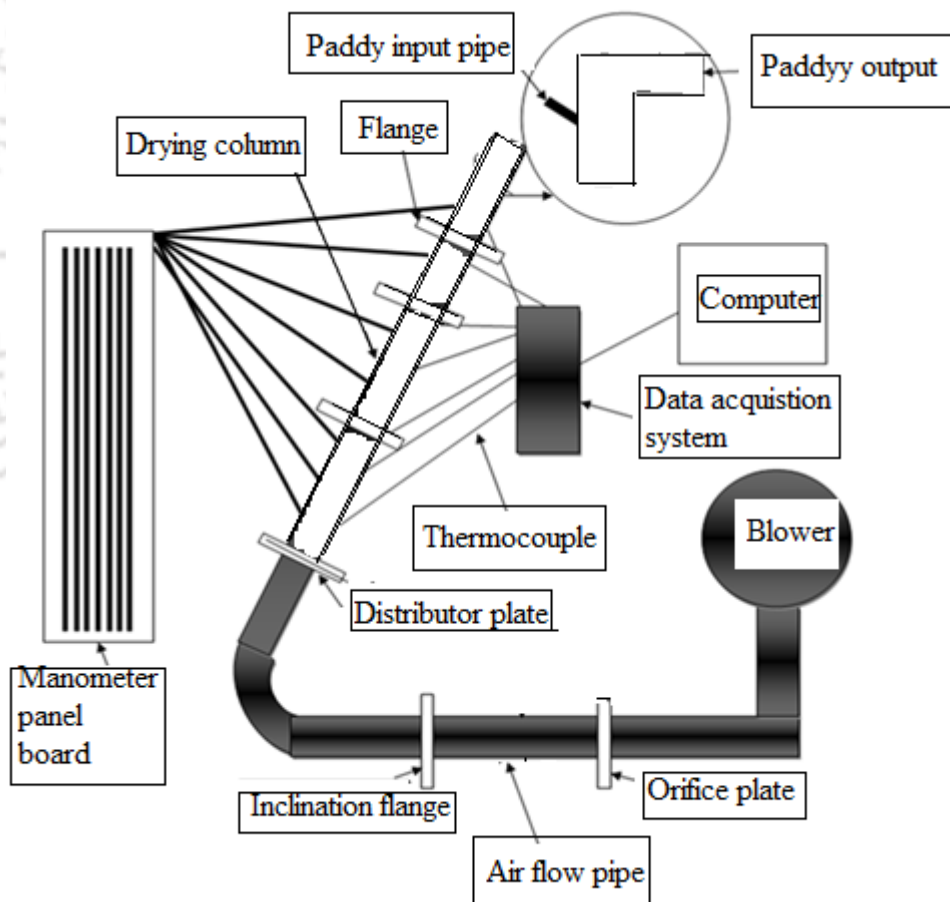 Paddy input pipe
Paddyy output
Flange
Drying column
Computer
Data acquistion
system
Blower
Thermocouple
Distributor plate
Manometer
panel
board
Inclination flange
Orifice plate
Air flow pipe